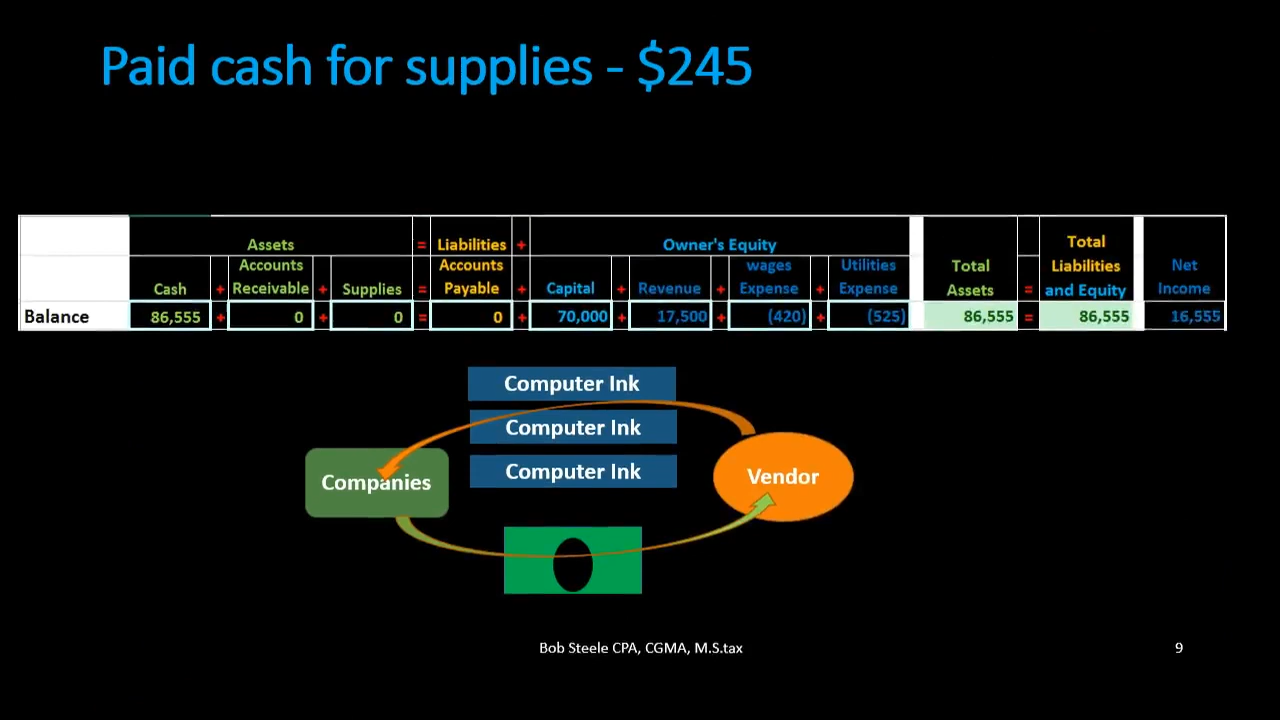 Paid cash for supplies - $245
Assets = Liabilities + Owner's Equity
Total Assets = Total Liabilities and Equity Net Income
Cash + Accounts Receivable + Supplies = Accounts Payable + Capital + Revenue + wages Expense + Utilities Expense
Balance 86,555 + 0 + 0 = 0 + 70,000 + 17,500 + (420) + (525) 86,555 = 86,555 16,555
Computer Ink
Computer Ink
Computer Ink
Companies
Vendor
Bob Steele CPA, CGMA, M.S.tax
9